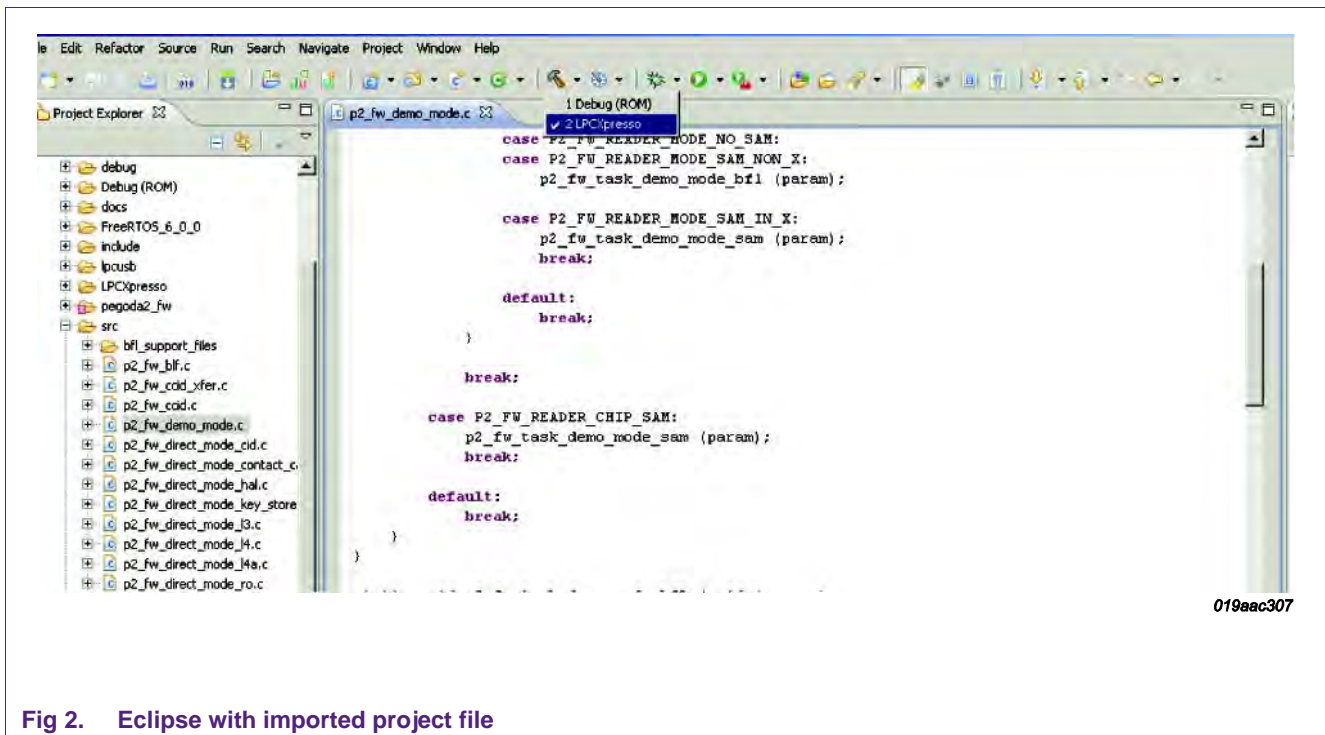 le Edit Refactor Source Run Search Navigate Project Window Help
Project Explorer
p2_fw_demo_mode.c
1 Debug (ROM)
2 LPCXpresso
debug
Debug (ROM)
docs
FreeRTOS_6_0_0
include
lpcusb
LPCXpresso
pegoda2_fw
src
bfl_support_files
p2_fw_blf.c
p2_fw_ccid_xfer.c
p2_fw_ccid.c
p2_fw_demo_mode.c
p2_fw_direct_mode_cid.c
p2_fw_direct_mode_contact_c
p2_fw_direct_mode_hal.c
p2_fw_direct_mode_key_store
p2_fw_direct_mode_l3.c
p2_fw_direct_mode_l4.c
p2_fw_direct_mode_l4a.c
p2_fw_direct_mode_ro.c
case P2_FW_READER_MODE_NO_SAM:
case P2_FW_READER_MODE_SAM_NON_X:
p2_fw_task_demo_mode_bfl (param);
case P2_FW_READER_MODE_SAM_IN_X:
p2_fw_task_demo_mode_sam (param);
break;
default:
break;
}
break;
case P2_FW_READER_CHIP_SAM:
p2_fw_task_demo_mode_sam (param);
break;
default:
break;
}
}
019aac307
Fig 2. Eclipse with imported project file